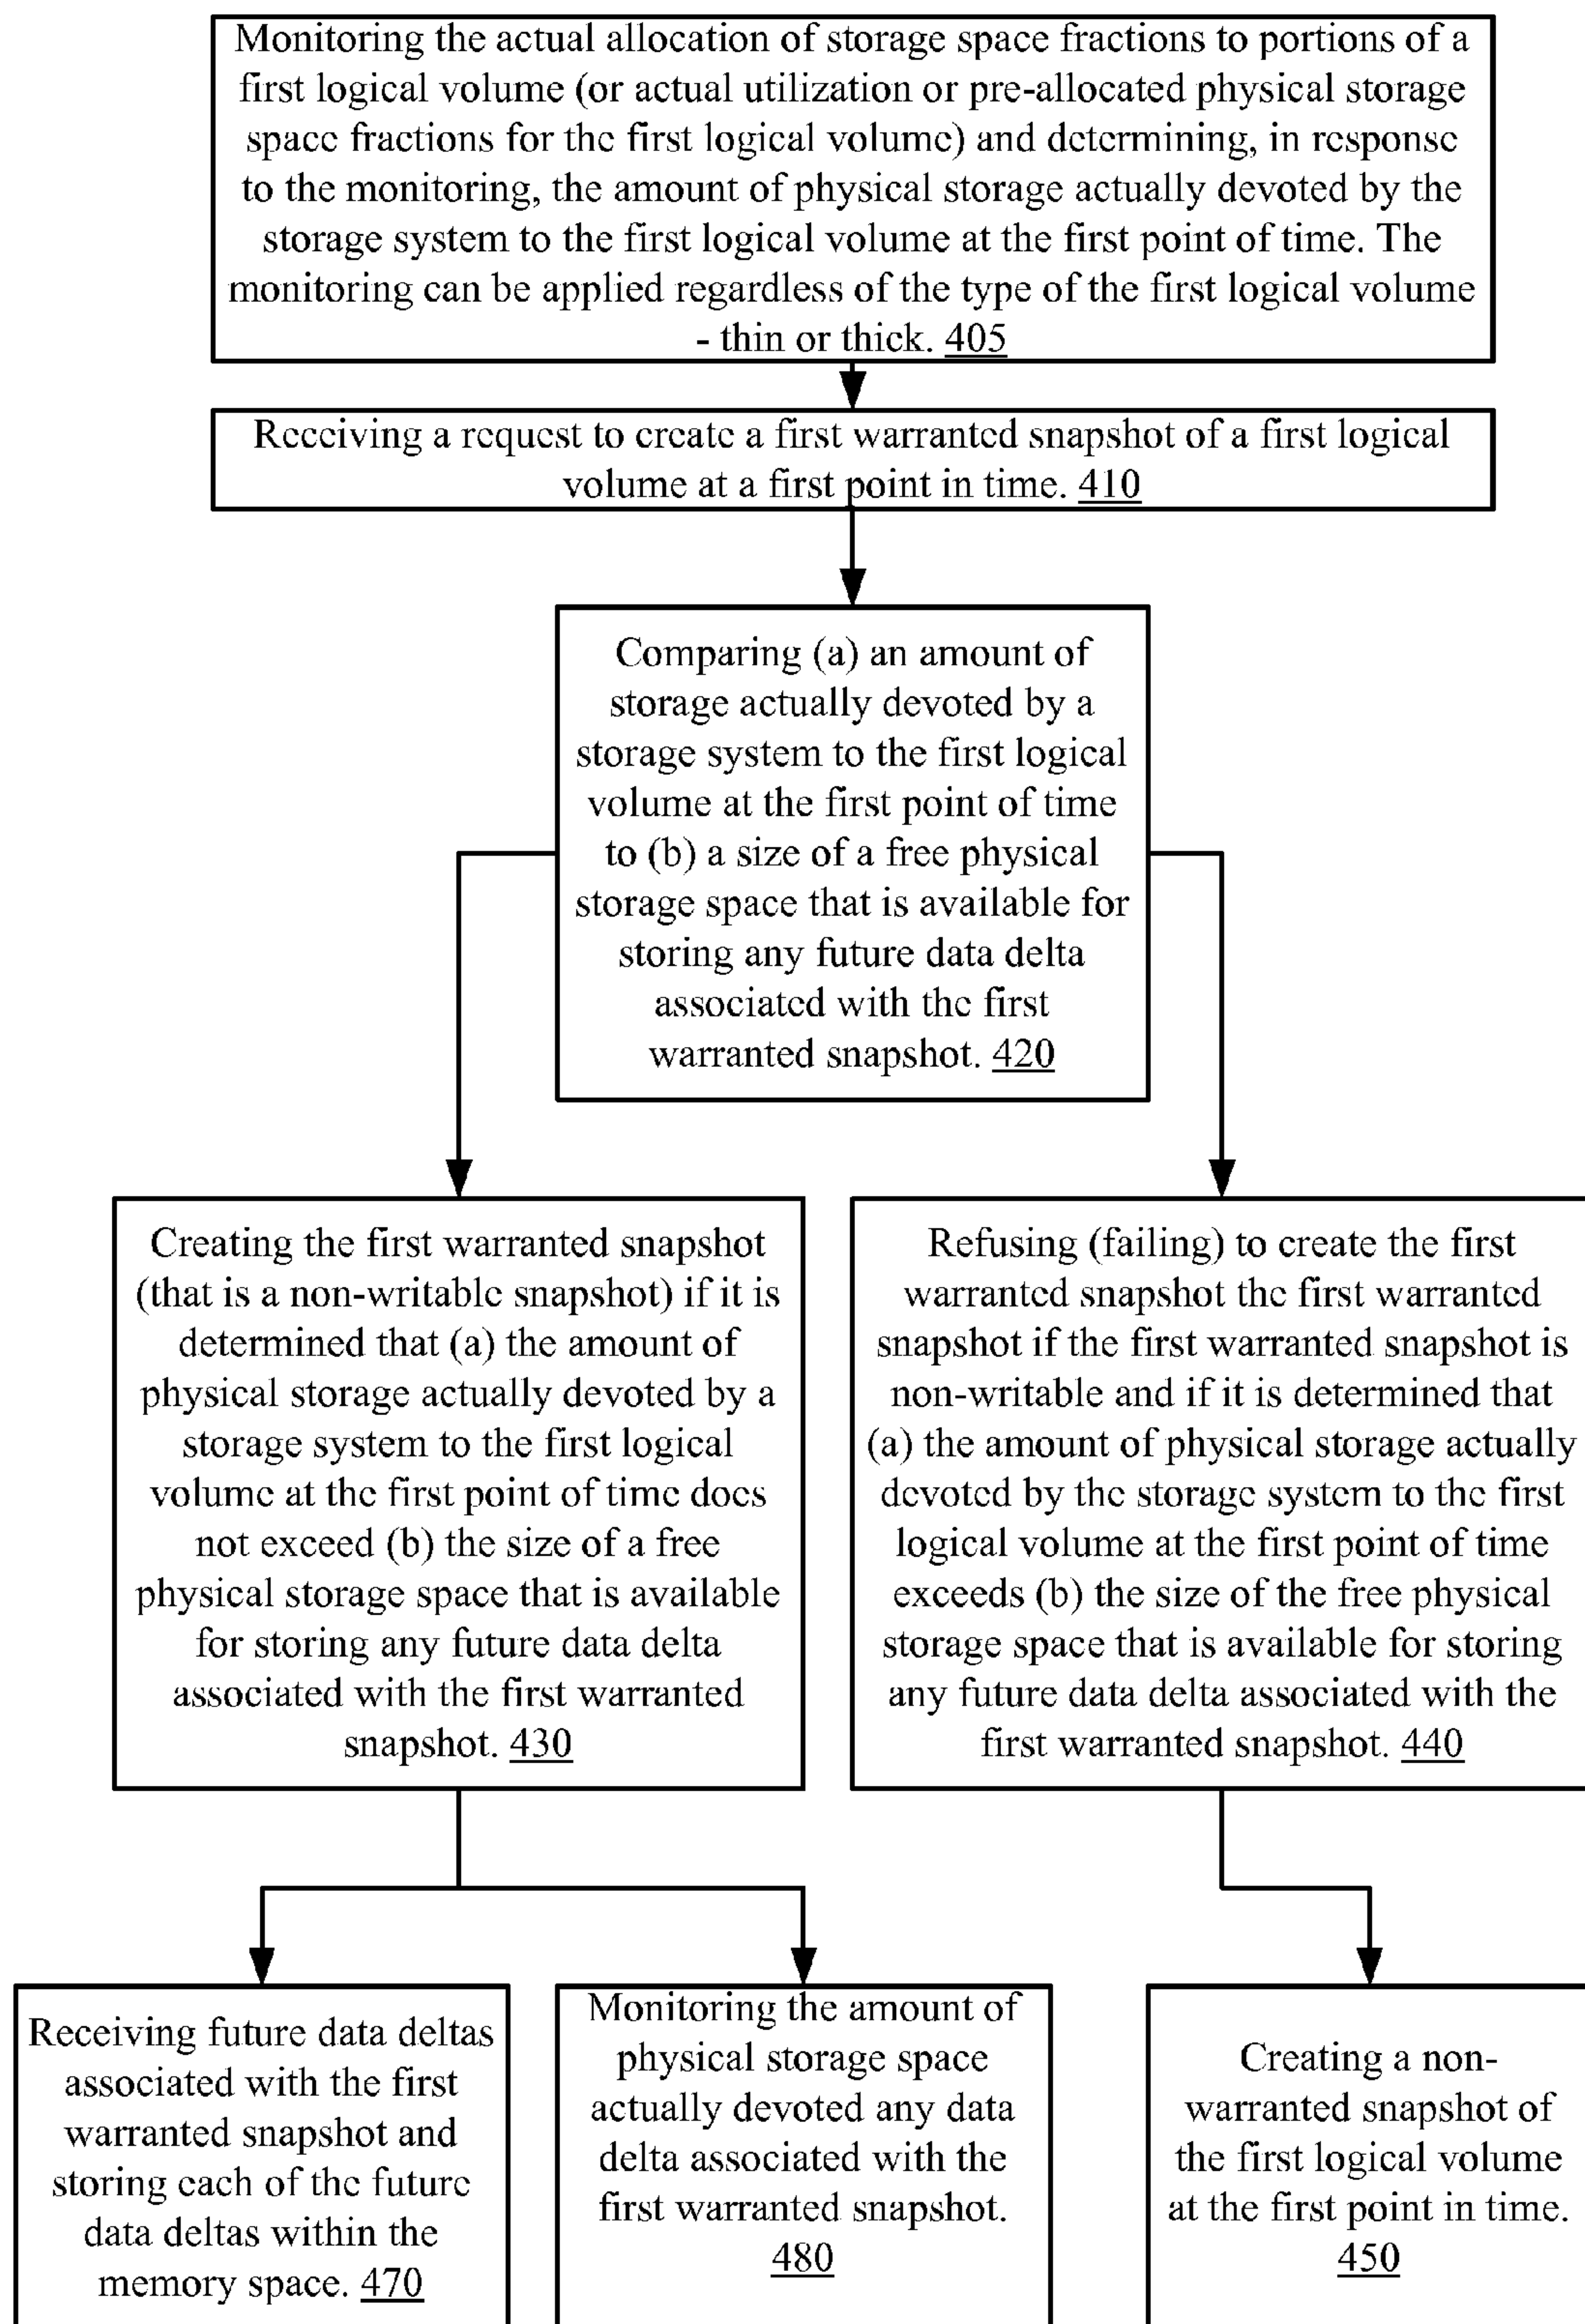 Monitoring the actual allocation of storage space fractions to portions of a
first logical volume (or actual utilization or pre-allocated physical storage
space fractions for the first logical volume) and determining, in response
to the monitoring, the amount of physical storage actually devoted by the
storage system to the first logical volume at the first point of time. The
monitoring can be applied regardless of the type of the first logical volume
- thin or thick. 405
Receiving a request to create a first warranted snapshot of a first logical
volume at a first point in time. 410
Comparing (a) an amount of
storage actually devoted by a
storage system to the first logical
volume at the first point of time
to (b) a size of a free physical
storage space that is available for
storing any future data delta
associated with the first
warranted snapshot. 420
Creating the first warranted snapshot
(that is a non-writable snapshot) if it is
determined that (a) the amount of
physical storage actually devoted by a
storage system to the first logical
volume at the first point of time does
not exceed (b) the size of a free
physical storage space that is available
for storing any future data delta
associated with the first warranted
snapshot. 430
Refusing (failing) to create the first
warranted snapshot the first warranted
snapshot if the first warranted snapshot is
non-writable and if it is determined that
(a) the amount of physical storage actually
devoted by the storage system to the first
logical volume at the first point of time
exceeds (b) the size of the free physical
storage space that is available for storing
any future data delta associated with the
first warranted snapshot. 440
Receiving future data deltas
associated with the first
warranted snapshot and
storing each of the future
data deltas within the
memory space. 470
Monitoring the amount of
physical storage space
actually devoted any data
delta associated with the
first warranted snapshot.
480
Creating a non-
warranted snapshot of
the first logical volume
at the first point in time.
450